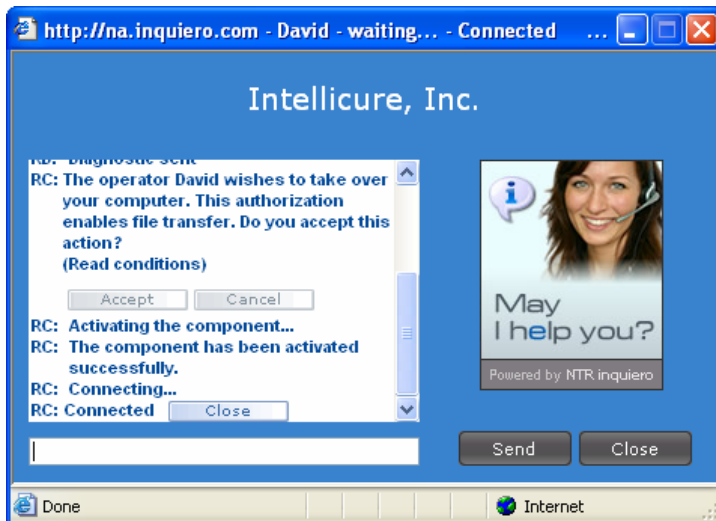 http://na.inquiero.com - David - waiting... - Connected ...
Intellicure, Inc.
RD: Diagnostic sent
RC: The operator David wishes to take over
your computer. This authorization
enables file transfer. Do you accept this
action?
(Read conditions)
Accept Cancel
RC: Activating the component...
RC: The component has been activated
successfully.
RC: Connecting...
RC: Connected Close
May
I help you?
Powered by NTR inquiero
Send Close
Done Internet